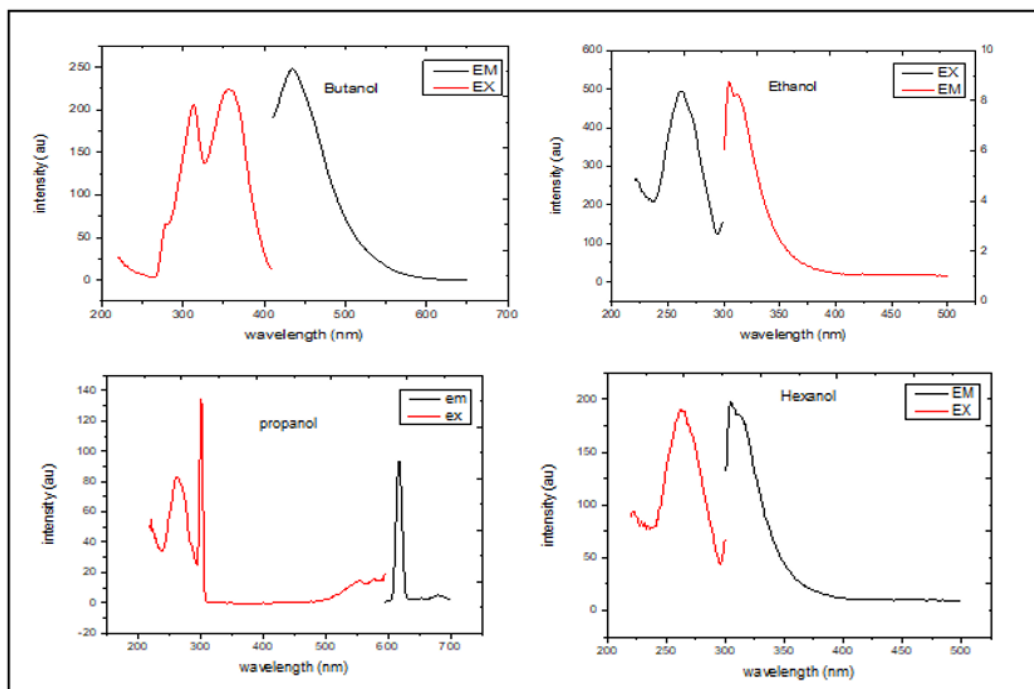 Butanol
EM
EX
intensity (au)
250
200
150
100
50
0
200 300 400 500 600 700
wavelength (nm)
Ethanol
EX
EM
intensity (au)
600
500
400
300
200
100
0
10
8
6
4
2
0
200 250 300 350 400 450 500
wavelength (nm)
propanol
em
ex
intensity (au)
140
120
100
80
60
40
20
0
-20
200 300 400 500 600 700
wavelength (nm)
Hexanol
EM
EX
intensity (au)
200
150
100
50
0
200 250 300 350 400 450 500
wavelength (nm)